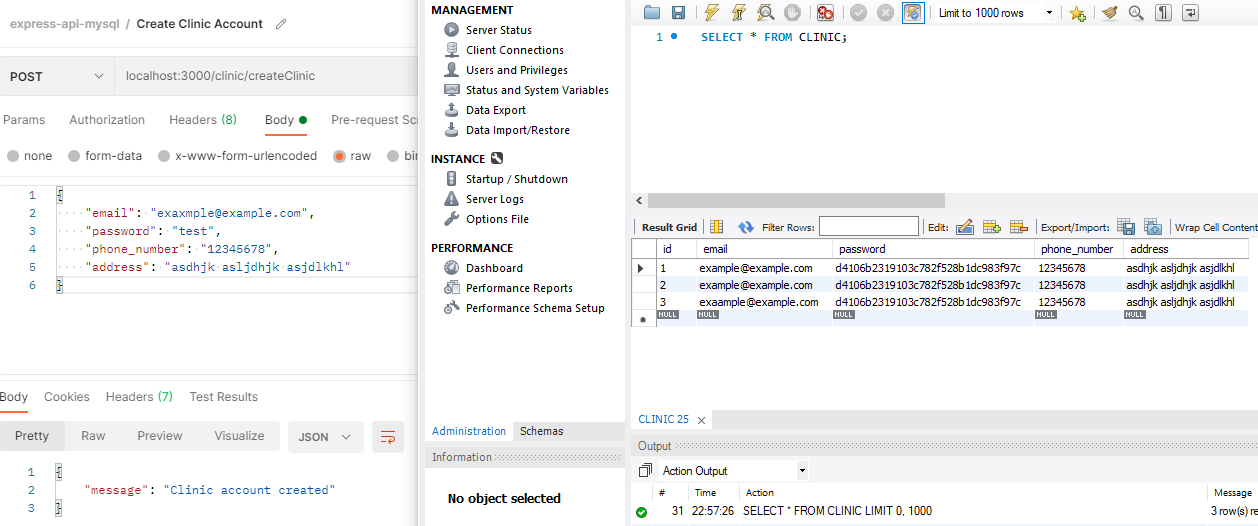 express-api-mysql / Create Clinic Account
POST localhost:3000/clinic/createClinic
Params Authorization Headers (8) Body Pre-request Scr
none form-data x-www-form-urlencoded raw bin
1 {
2 "email": "exaxmple@example.com",
3 "password": "test",
4 "phone_number": "12345678",
5 "address": "asdhjk asljdhjk asjdlkhl"
6 }
Body Cookies Headers (7) Test Results
Pretty Raw Preview Visualize JSON
1 {
2 "message": "Clinic account created"
3 }
MANAGEMENT
Server Status
Client Connections
Users and Privileges
Status and System Variables
Data Export
Data Import/Restore
INSTANCE
Startup / Shutdown
Server Logs
Options File
PERFORMANCE
Dashboard
Performance Reports
Performance Schema Setup
Administration Schemas
Information
No object selected
Limit to 1000 rows
1 SELECT * FROM CLINIC;
Result Grid Filter Rows: Edit: Export/Import: Wrap Cell Content
id email password phone_number address
1 example@example.com d4106b2319103c782f528b1dc983f97c 12345678 asdhjk asljdhjk asjdlkhl
2 example@example.com d4106b2319103c782f528b1dc983f97c 12345678 asdhjk asljdhjk asjdlkhl
3 exaample@example.com d4106b2319103c782f528b1dc983f97c 12345678 asdhjk asljdhjk asjdlkhl
NULL NULL NULL NULL NULL
CLINIC 25
Output
Action Output
# Time Action Message
31 22:57:26 SELECT * FROM CLINIC LIMIT 0, 1000 3 row(s) re